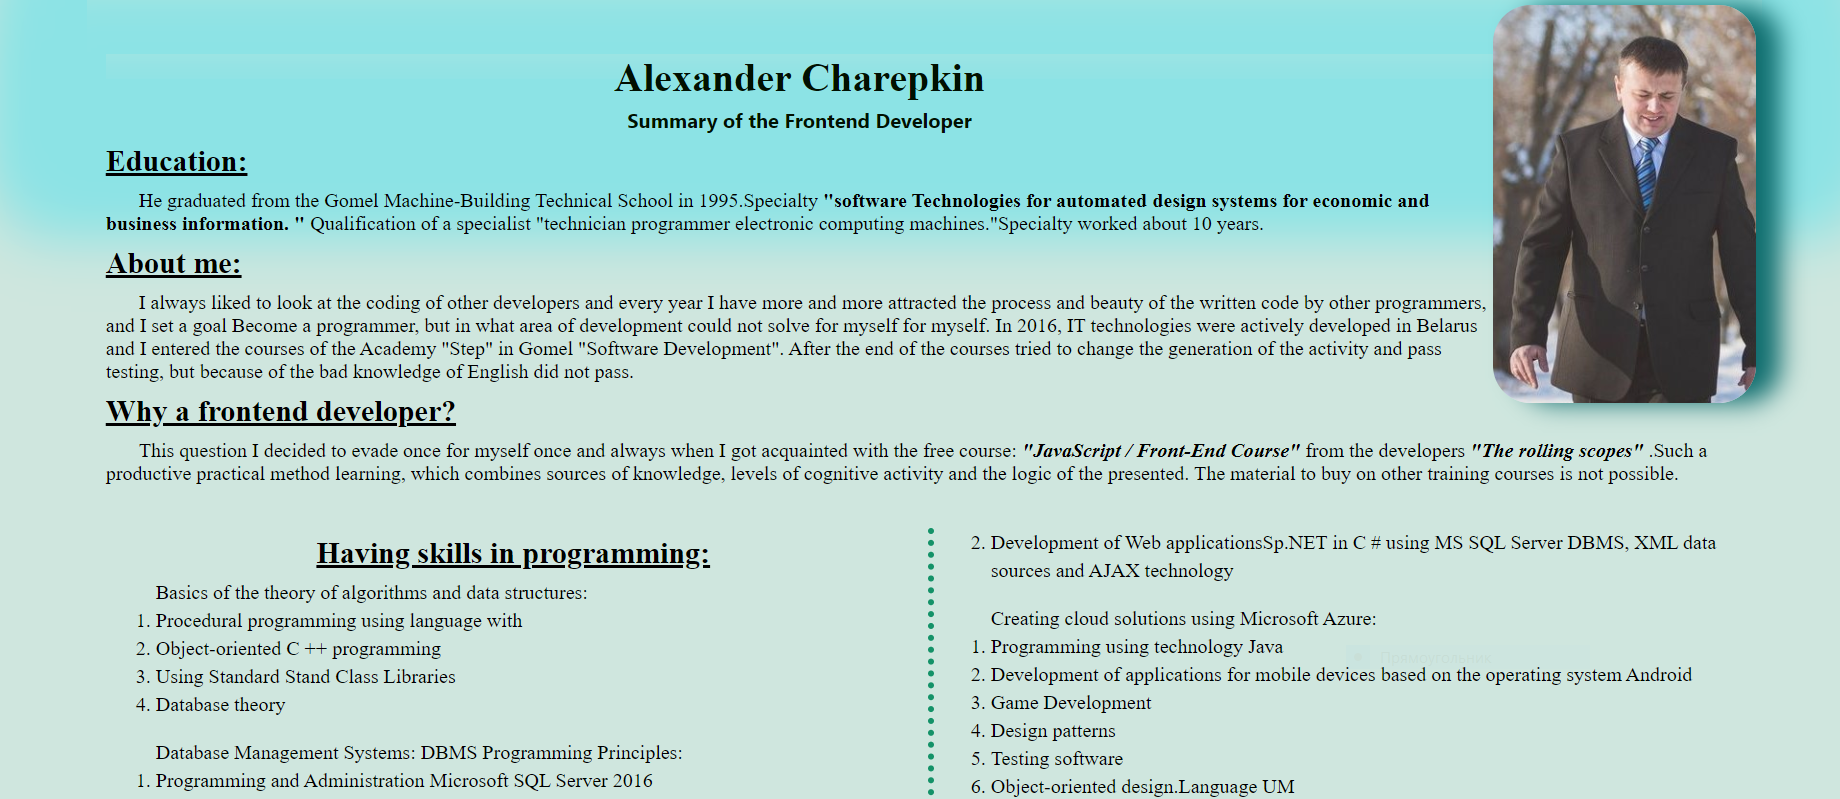 Alexander Charepkin
Summary of the Frontend Developer
Education:
He graduated from the Gomel Machine-Building Technical School in 1995.Specialty "software Technologies for automated design systems for economic and
business information. " Qualification of a specialist "technician programmer electronic computing machines."Specialty worked about 10 years.
About me:
I always liked to look at the coding of other developers and every year I have more and more attracted the process and beauty of the written code by other programmers,
and I set a goal Become a programmer, but in what area of development could not solve for myself for myself. In 2016, IT technologies were actively developed in Belarus
and I entered the courses of the Academy "Step" in Gomel "Software Development". After the end of the courses tried to change the generation of the activity and pass
testing, but because of the bad knowledge of English did not pass.
Why a frontend developer?
This question I decided to evade once for myself once and always when I got acquainted with the free course: "JavaScript / Front-End Course" from the developers "The rolling scopes" .Such a
productive practical method learning, which combines sources of knowledge, levels of cognitive activity and the logic of the presented. The material to buy on other training courses is not possible.
Having skills in programming:
Basics of the theory of algorithms and data structures:
1. Procedural programming using language with
2. Object-oriented C ++ programming
3. Using Standard Stand Class Libraries
4. Database theory
Database Management Systems: DBMS Programming Principles:
1. Programming and Administration Microsoft SQL Server 2016
2. Development of Web applicationsSp.NET in C # using MS SQL Server DBMS, XML data
sources and AJAX technology
Creating cloud solutions using Microsoft Azure:
1. Programming using technology Java
Прямоугольник
2. Development of applications for mobile devices based on the operating system Android
3. Game Development
4. Design patterns
5. Testing software
6. Object-oriented design.Language UM